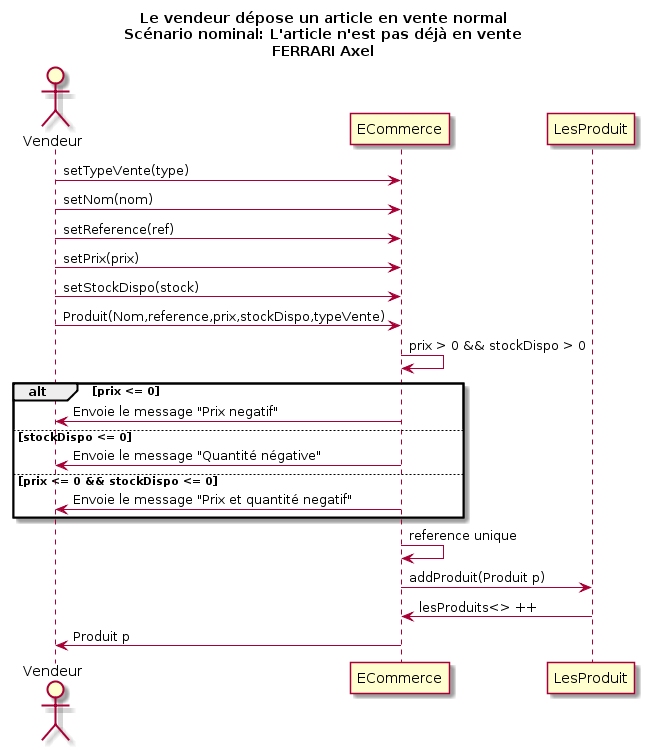 Le vendeur dépose un article en vente normal
Scénario nominal: L'article n'est pas déjà en vente
FERRARI Axel
Vendeur
ECommerce
LesProduit
setTypeVente(type)
setNom(nom)
setReference(ref)
setPrix(prix)
setStockDispo(stock)
Produit(Nom,reference,prix,stockDispo,typeVente)
prix > 0 && stockDispo > 0
alt [prix <= 0]
Envoie le message "Prix negatif"
[stockDispo <= 0]
Envoie le message "Quantité négative"
[prix <= 0 && stockDispo <= 0]
Envoie le message "Prix et quantité negatif"
reference unique
addProduit(Produit p)
lesProduits<> ++
Produit p
Vendeur
ECommerce
LesProduit